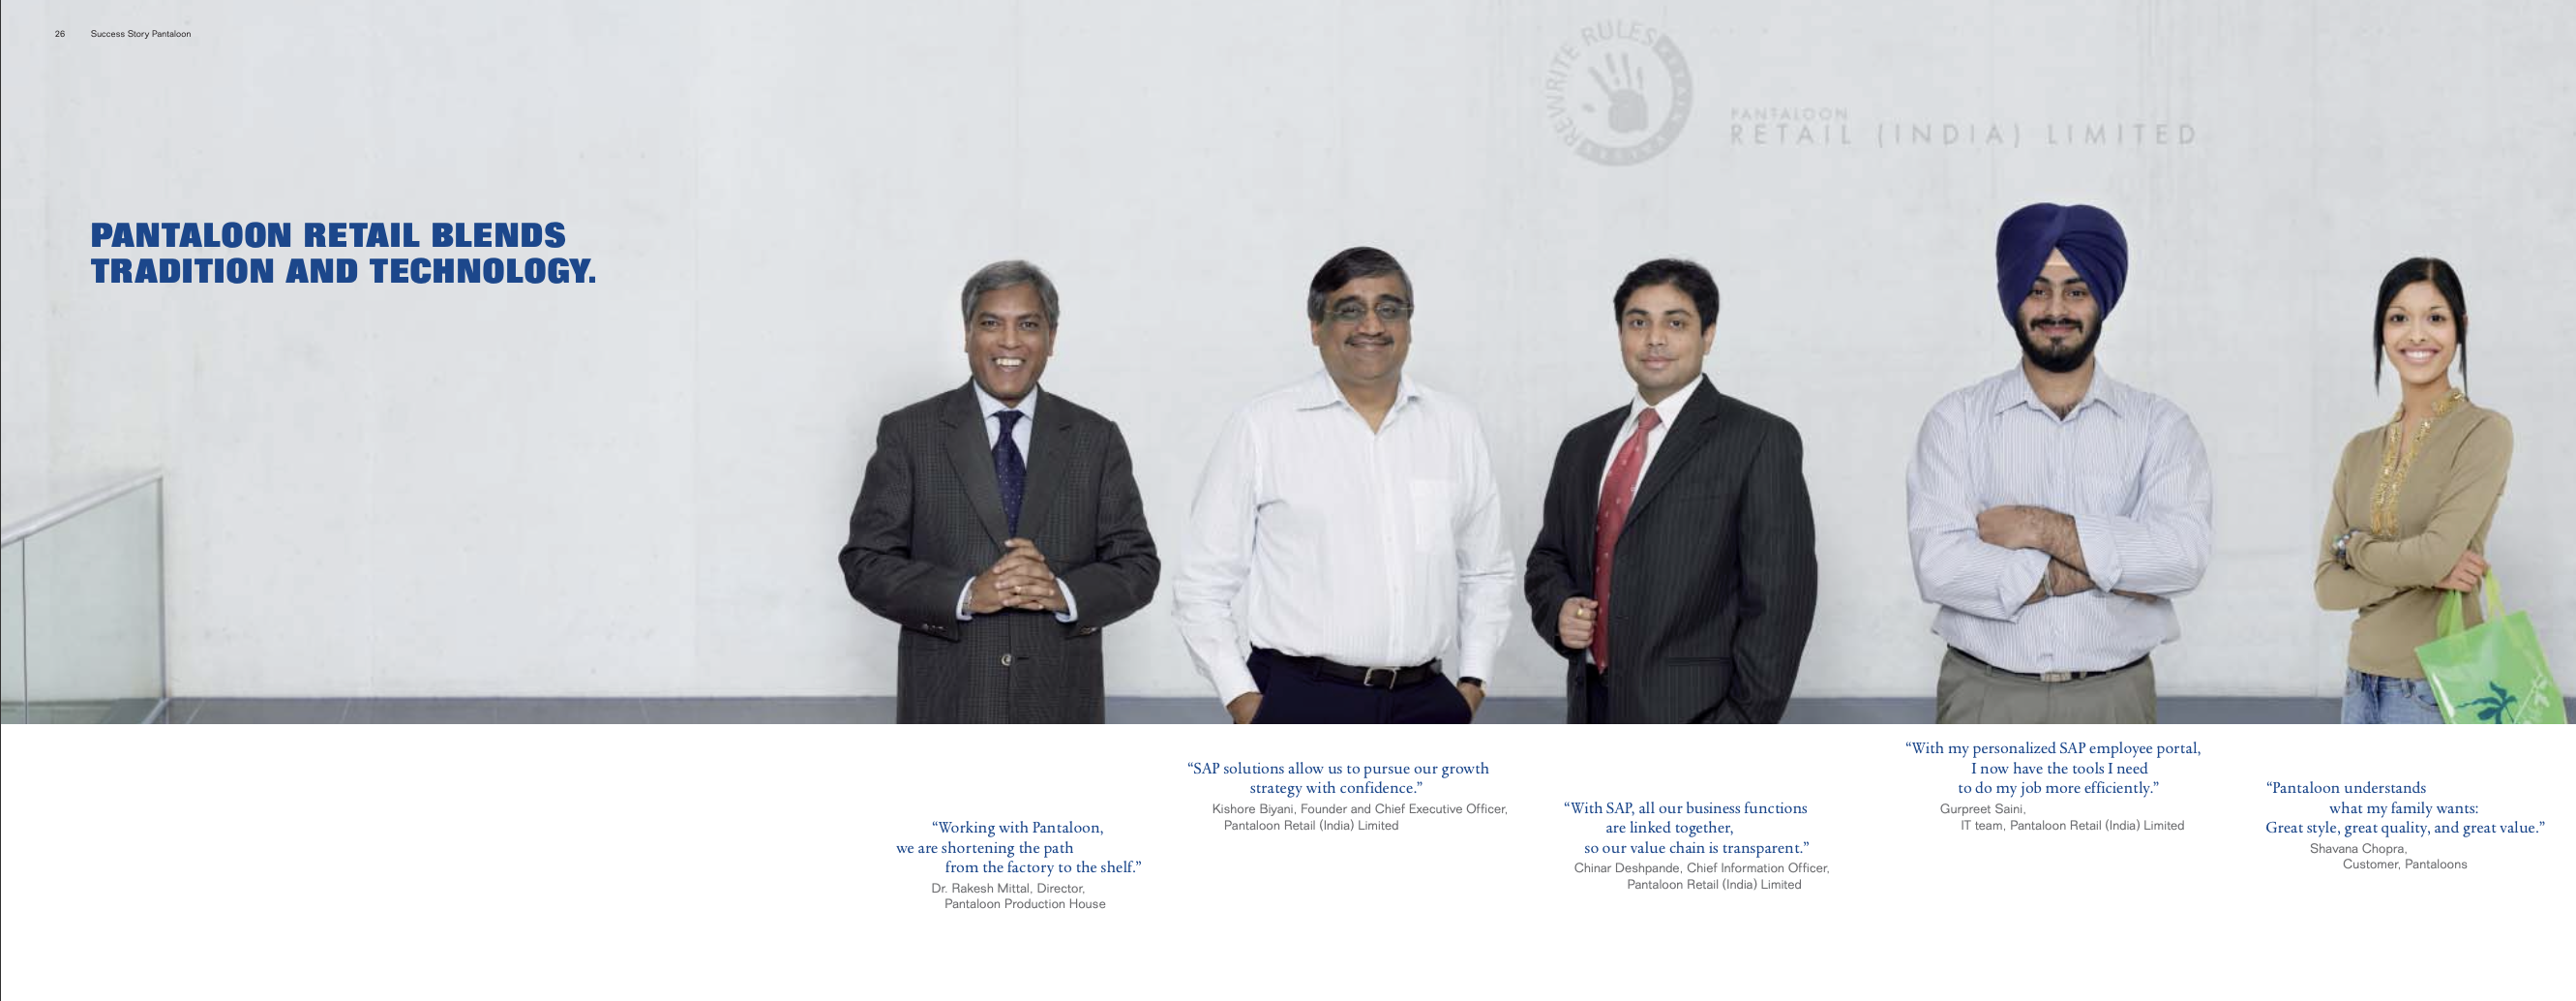 26 Success Story Pantaloon
REWRITE RULES
RETAIN VALUES
PANTALOON
RETAIL (INDIA) LIMITED
PANTALOON RETAIL BLENDS
TRADITION AND TECHNOLOGY.
“Working with Pantaloon,
we are shortening the path
from the factory to the shelf.”
Dr. Rakesh Mittal, Director,
Pantaloon Production House
“SAP solutions allow us to pursue our growth
strategy with confidence.”
Kishore Biyani, Founder and Chief Executive Officer,
Pantaloon Retail (India) Limited
“With SAP, all our business functions
are linked together,
so our value chain is transparent.”
Chinar Deshpande, Chief Information Officer,
Pantaloon Retail (India) Limited
“With my personalized SAP employee portal,
I now have the tools I need
to do my job more efficiently.”
Gurpreet Saini,
IT team, Pantaloon Retail (India) Limited
“Pantaloon understands
what my family wants:
Great style, great quality, and great value.”
Shavana Chopra,
Customer, Pantaloons